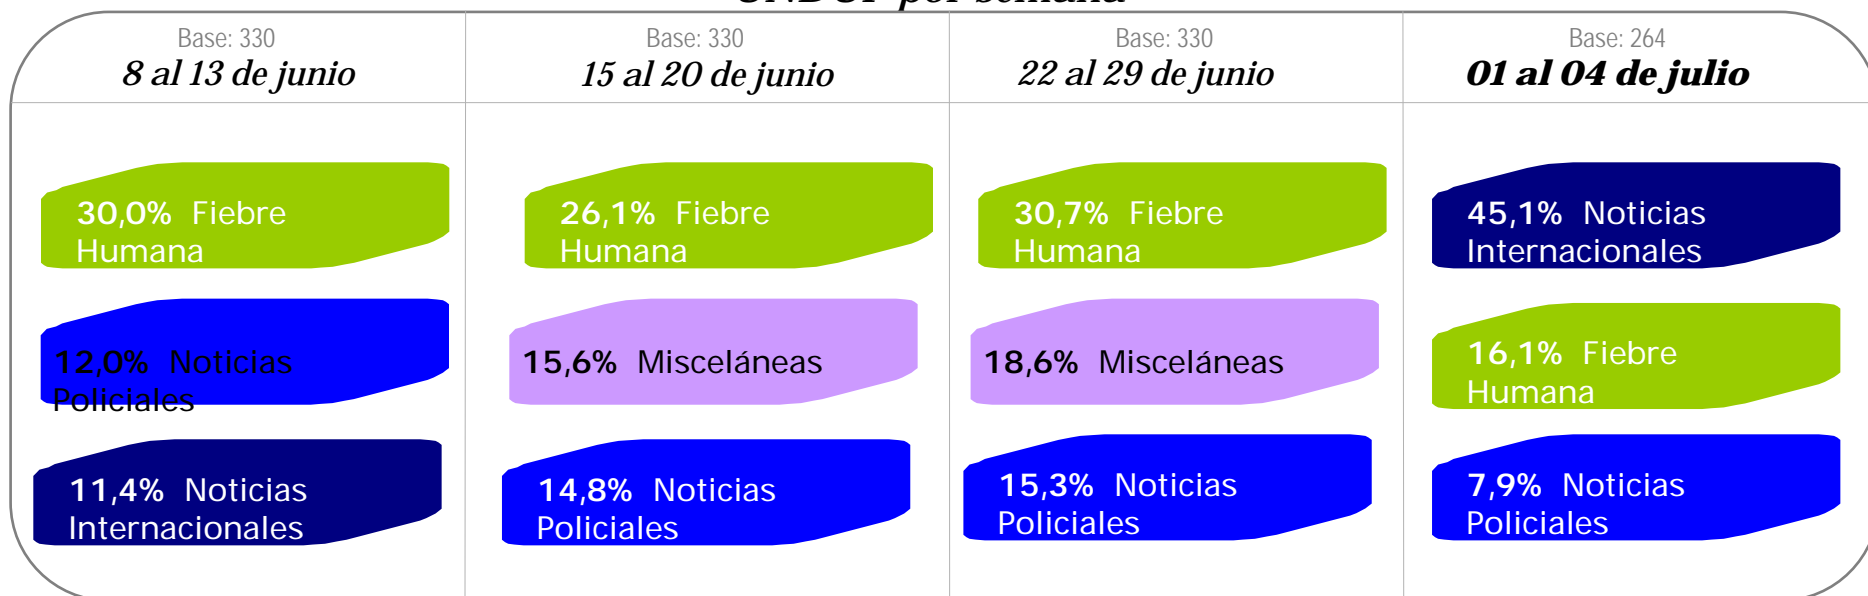 por semana
Base: 330
8 al 13 de junio
Base: 330
15 al 20 de junio
Base: 330
22 al 29 de junio
Base: 264
01 al 04 de julio
30,0% Fiebre
Humana
12,0% Noticias
Policiales
11,4% Noticias
Internacionales
26,1% Fiebre
Humana
15,6% Misceláneas
14,8% Noticias
Policiales
30,7% Fiebre
Humana
18,6% Misceláneas
15,3% Noticias
Policiales
45,1% Noticias
Internacionales
16,1% Fiebre
Humana
7,9% Noticias
Policiales